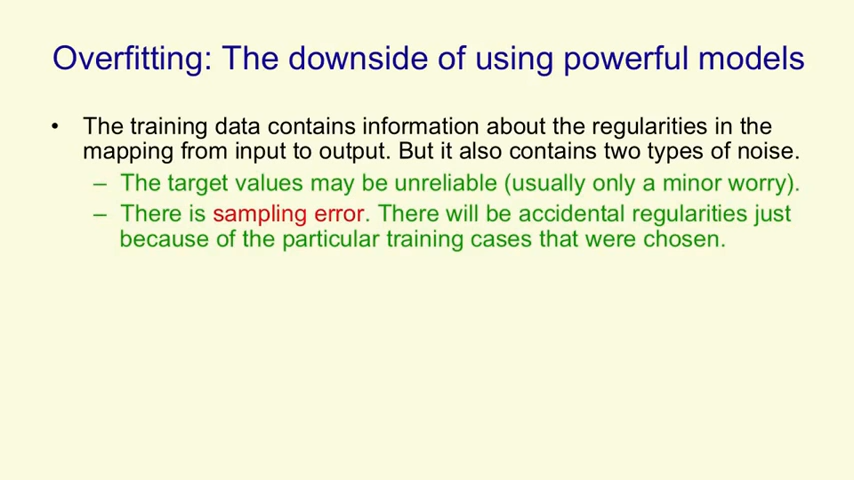 Overfitting: The downside of using powerful models
• The training data contains information about the regularities in the
mapping from input to output. But it also contains two types of noise.
– The target values may be unreliable (usually only a minor worry).
– There is sampling error. There will be accidental regularities just
because of the particular training cases that were chosen.